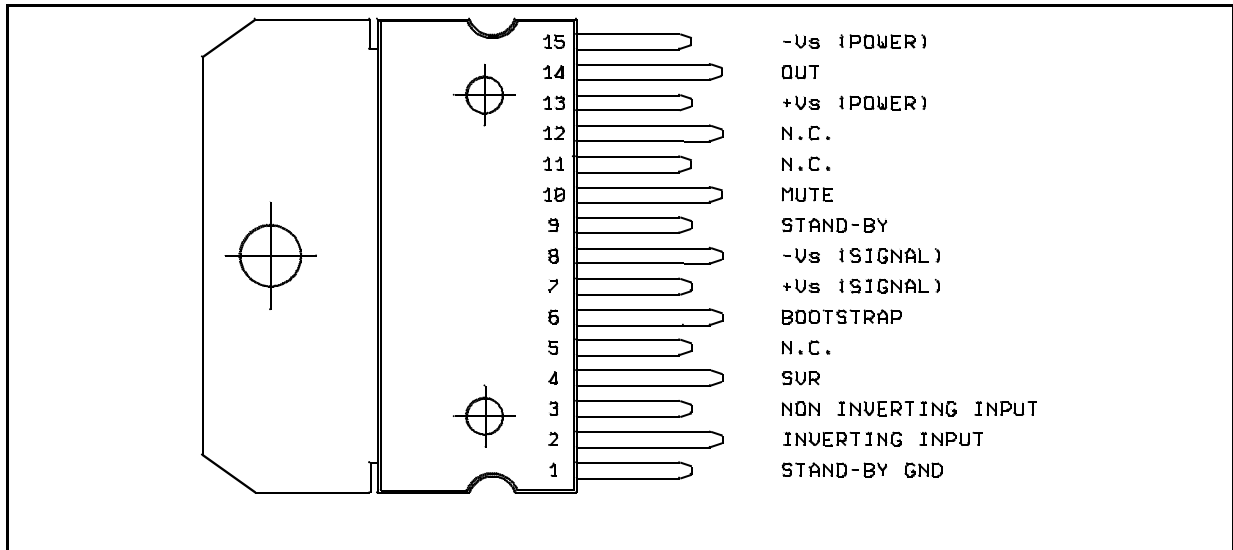 15 -Vs (POWER)
14 OUT
13 +Vs (POWER)
12 N.C.
11 N.C.
10 MUTE
9 STAND-BY
8 -Vs (SIGNAL)
7 +Vs (SIGNAL)
6 BOOTSTRAP
5 N.C.
4 SVR
3 NON INVERTING INPUT
2 INVERTING INPUT
1 STAND-BY GND